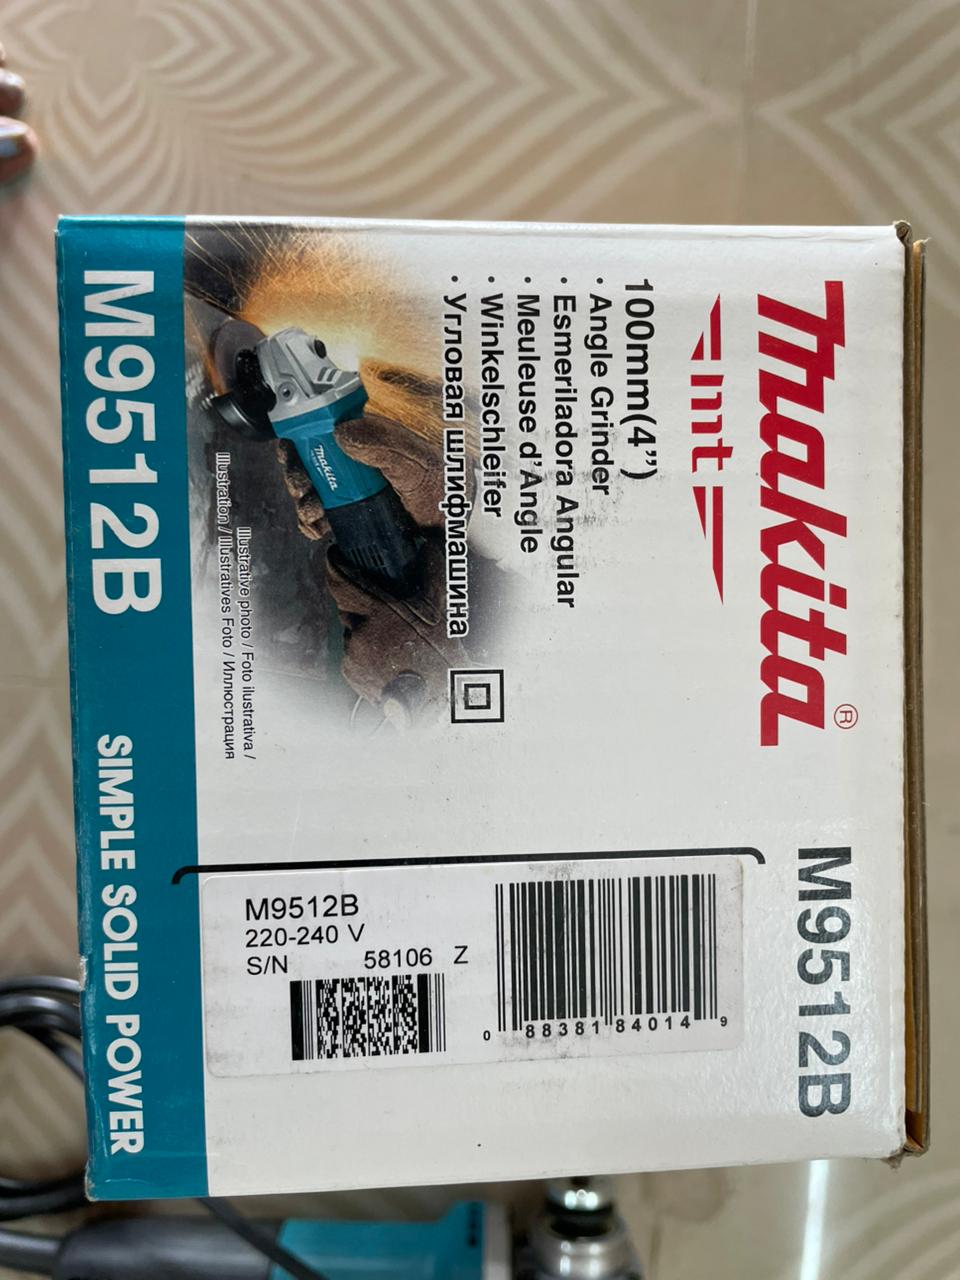 Makita®
mt
M9512B
100mm(4”)
· Angle Grinder
· Esmeriladora Angular
· Meuleuse d'Angle
· Winkelschleifer
· Угловая шлифмашина
makita
Illustrative photo / Foto ilustrativa /
Illustration / Illustratives Foto / Иллюстрация
M9512B
220-240 V
S/N 58106 Z
0 88381 84014 9
M9512B SIMPLE SOLID POWER